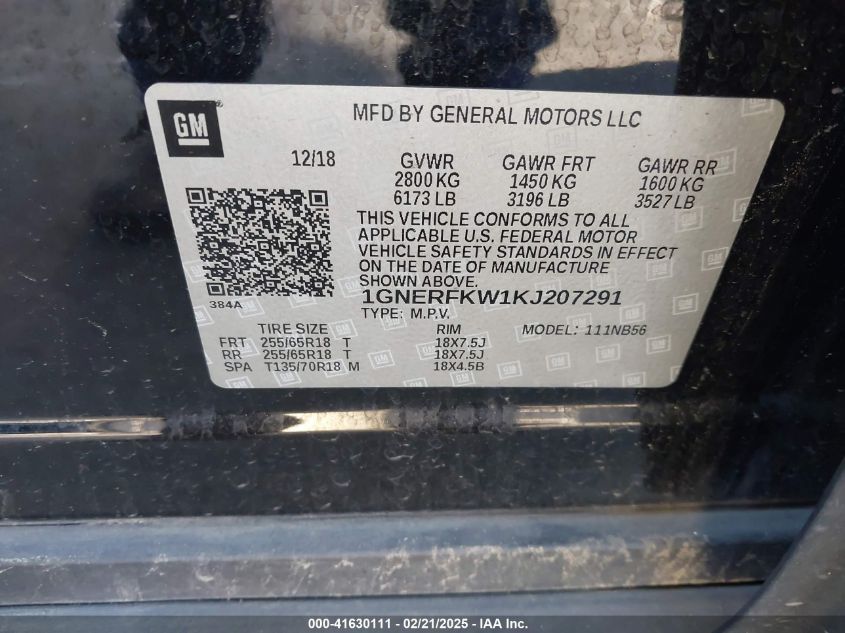 GM
MFD BY GENERAL MOTORS LLC
12/18 GVWR GAWR FRT GAWR RR
2800 KG 1450 KG 1600 KG
6173 LB 3196 LB 3527 LB
THIS VEHICLE CONFORMS TO ALL
APPLICABLE U.S. FEDERAL MOTOR
VEHICLE SAFETY STANDARDS IN EFFECT
ON THE DATE OF MANUFACTURE
SHOWN ABOVE.
384A
1GNERFKW1KJ207291
TYPE: M.P.V.
TIRE SIZE RIM MODEL: 111NB56
FRT 255/65R18 T 18X7.5J
RR 255/65R18 T 18X7.5J
SPA T135/70R18 M 18X4.5B
000-41630111 - 02/21/2025 - IAA Inc.